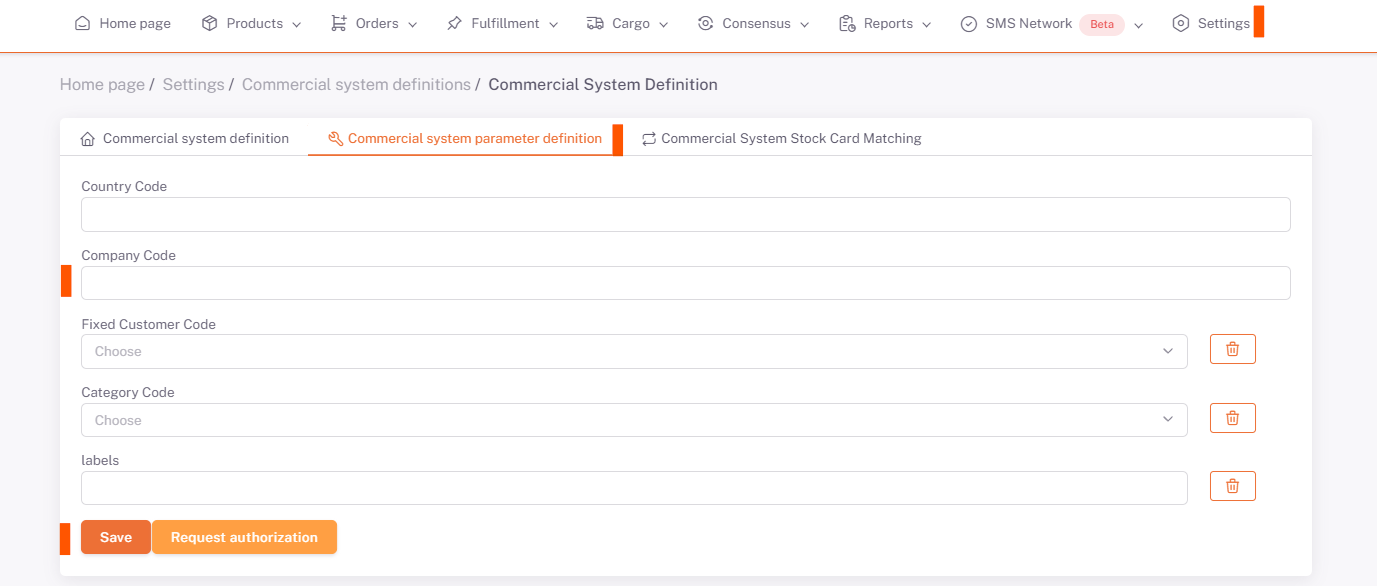 Home page Products Orders Fulfillment Cargo Consensus Reports SMS Network Beta Settings
Home page / Settings / Commercial system definitions / Commercial System Definition
Commercial system definition Commercial system parameter definition Commercial System Stock Card Matching
Country Code
Company Code
Fixed Customer Code
Choose
Category Code
Choose
labels
Save Request authorization